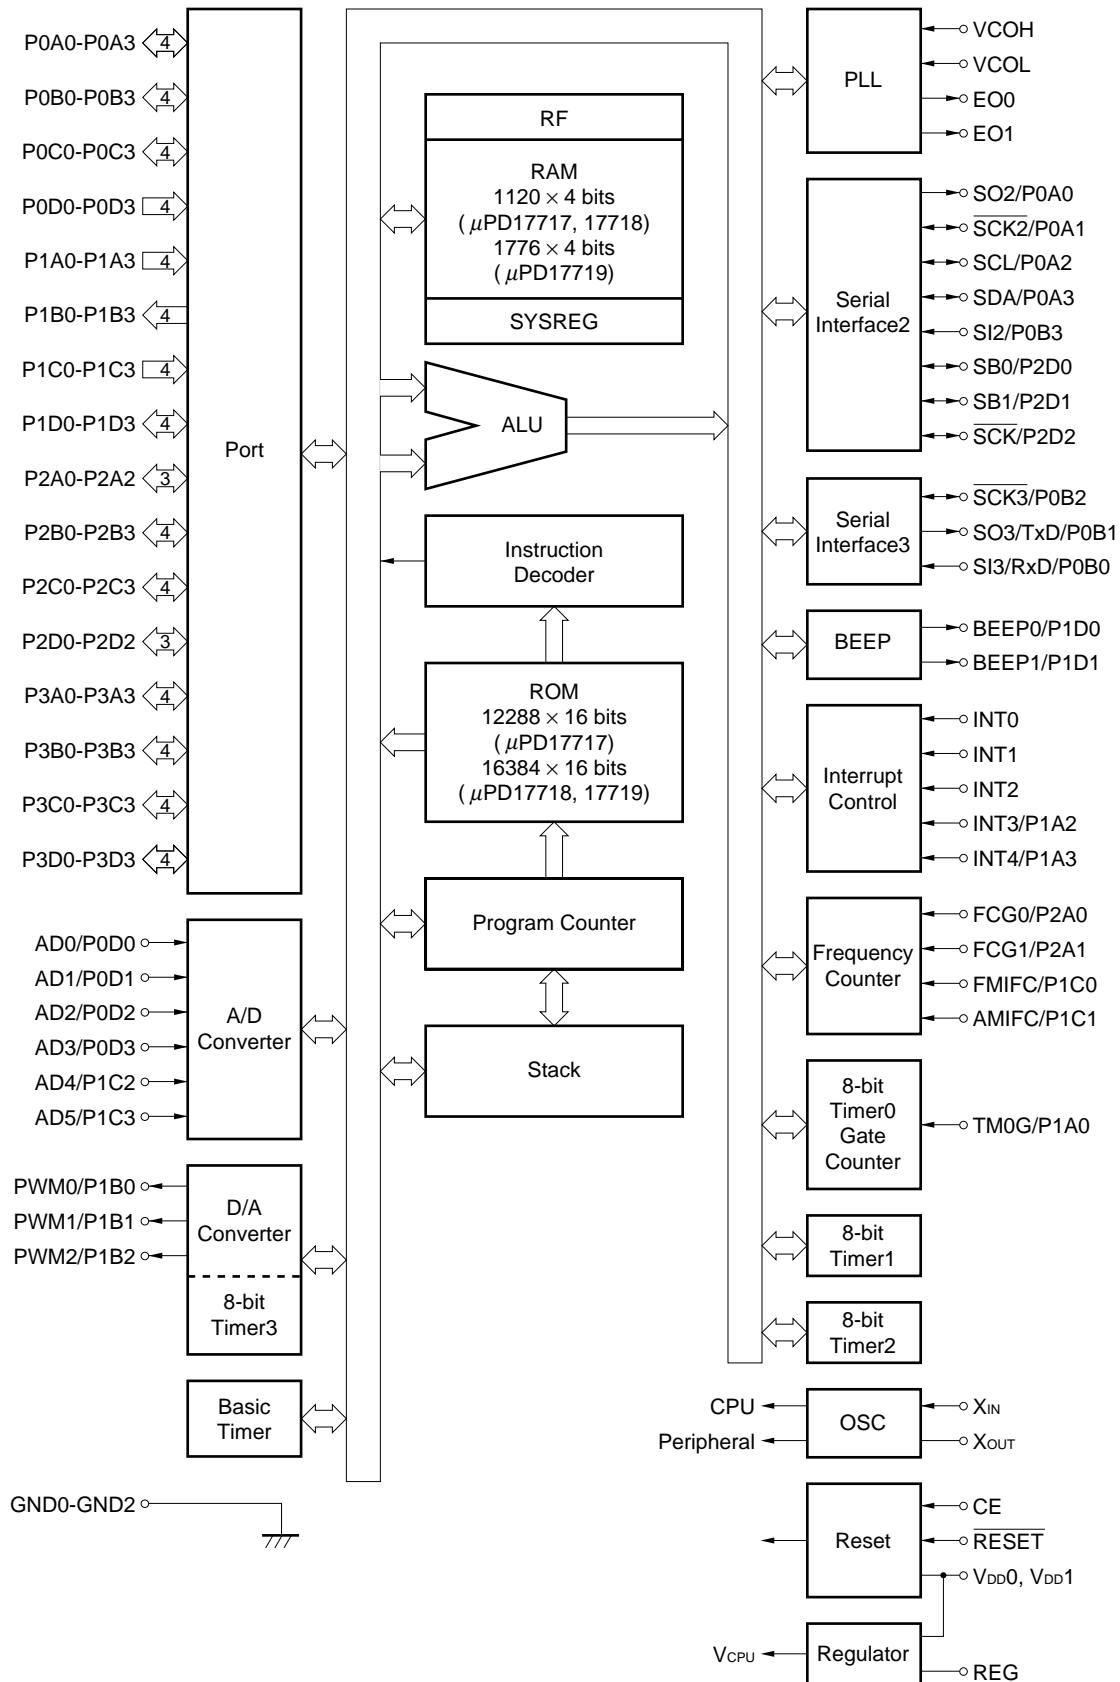 P0A0-P0A3
4
P0B0-P0B3
4
P0C0-P0C3
4
P0D0-P0D3
4
P1A0-P1A3
4
P1B0-P1B3
4
P1C0-P1C3
4
P1D0-P1D3
4
P2A0-P2A2
3
P2B0-P2B3
4
P2C0-P2C3
4
P2D0-P2D2
3
P3A0-P3A3
4
P3B0-P3B3
4
P3C0-P3C3
4
P3D0-P3D3
4
Port
AD0/P0D0
AD1/P0D1
AD2/P0D2
AD3/P0D3
AD4/P1C2
AD5/P1C3
A/D
Converter
PWM0/P1B0
PWM1/P1B1
PWM2/P1B2
D/A
Converter
8-bit
Timer3
Basic
Timer
GND0-GND2
RF
RAM
1120 × 4 bits
(μPD17717, 17718)
1776 × 4 bits
(μPD17719)
SYSREG
ALU
Instruction
Decoder
ROM
12288 × 16 bits
(μPD17717)
16384 × 16 bits
(μPD17718, 17719)
Program Counter
Stack
PLL
VCOH
VCOL
EO0
EO1
Serial
Interface2
SO2/P0A0
S̅C̅K̅2̅/P0A1
SCL/P0A2
SDA/P0A3
SI2/P0B3
SB0/P2D0
SB1/P2D1
S̅C̅K̅/P2D2
Serial
Interface3
S̅C̅K̅3̅/P0B2
SO3/TxD/P0B1
SI3/RxD/P0B0
BEEP
BEEP0/P1D0
BEEP1/P1D1
Interrupt
Control
INT0
INT1
INT2
INT3/P1A2
INT4/P1A3
Frequency
Counter
FCG0/P2A0
FCG1/P2A1
FMIFC/P1C0
AMIFC/P1C1
8-bit
Timer0
Gate
Counter
TM0G/P1A0
8-bit
Timer1
8-bit
Timer2
CPU
Peripheral
OSC
XIN
XOUT
Reset
CE
R̅E̅S̅E̅T̅
VDD0, VDD1
VCPU
Regulator
REG